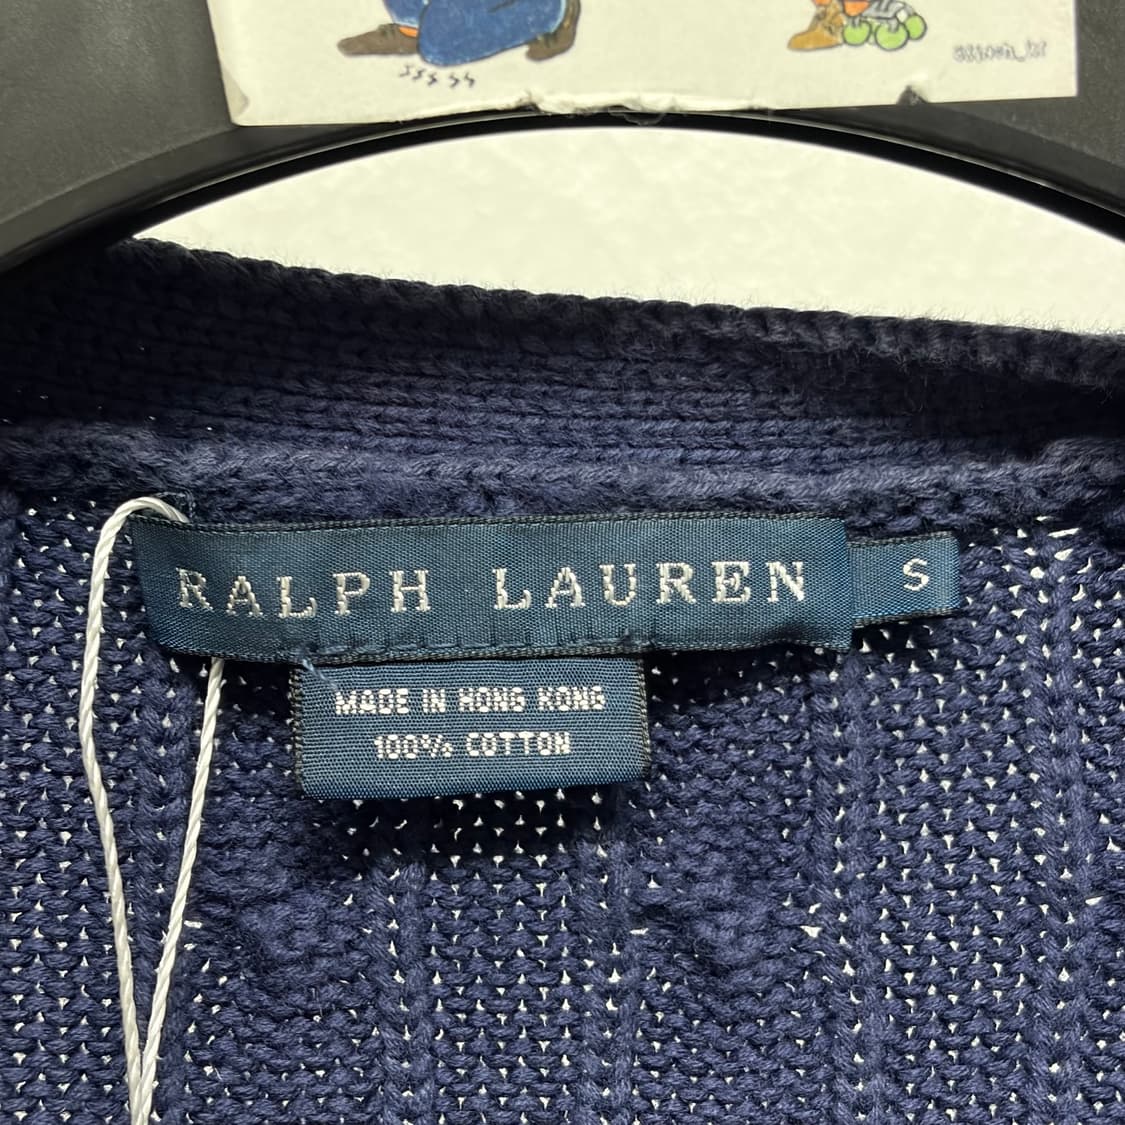 RALPH LAUREN
S
MADE IN HONG KONG
100% COTTON